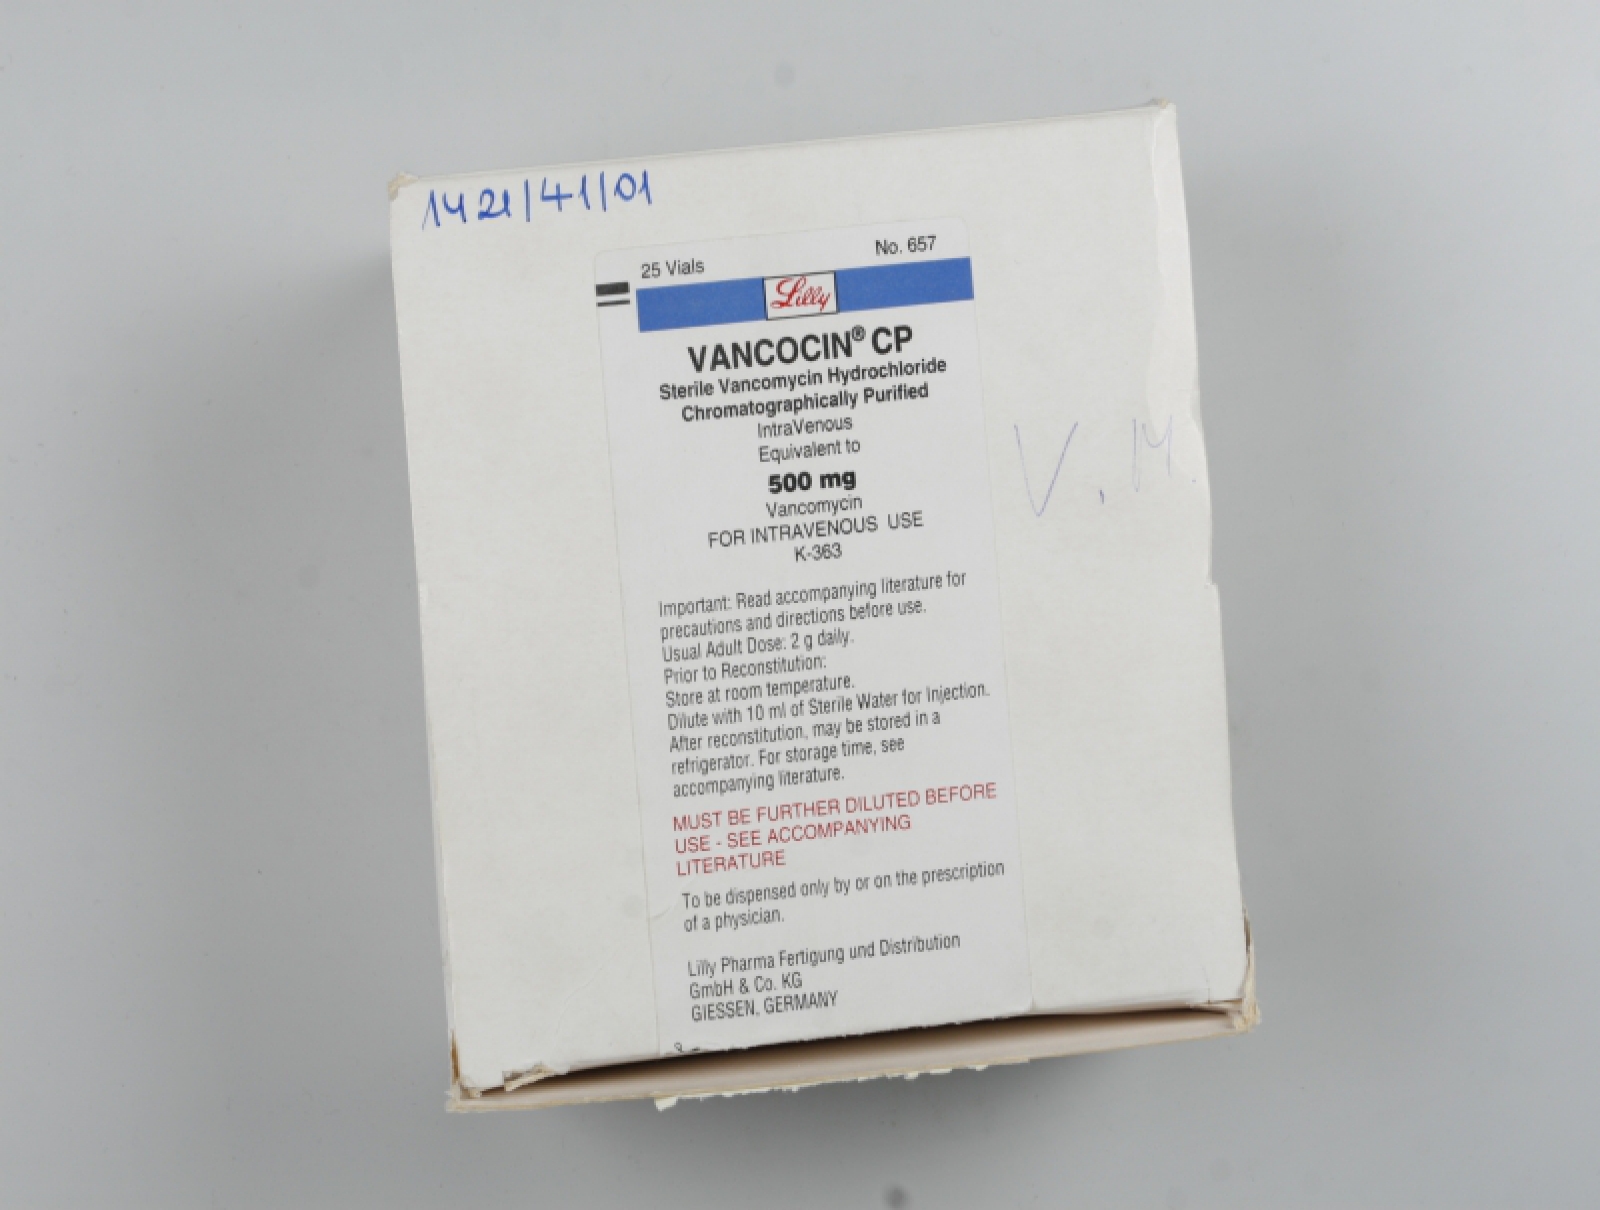 1421/41/01
25 Vials No. 657
Lilly
VANCOCIN® CP
Sterile Vancomycin Hydrochloride
Chromatographically Purified
IntraVenous
Equivalent to
500 mg
Vancomycin
FOR INTRAVENOUS USE
K-363
V. M.
Important: Read accompanying literature for
precautions and directions before use.
Usual Adult Dose: 2 g daily.
Prior to Reconstitution:
Store at room temperature.
Dilute with 10 ml of Sterile Water for Injection.
After reconstitution, may be stored in a
refrigerator. For storage time, see
accompanying literature.
MUST BE FURTHER DILUTED BEFORE
USE - SEE ACCOMPANYING
LITERATURE
To be dispensed only by or on the prescription
of a physician.
Lilly Pharma Fertigung und Distribution
GmbH & Co. KG
GIESSEN, GERMANY